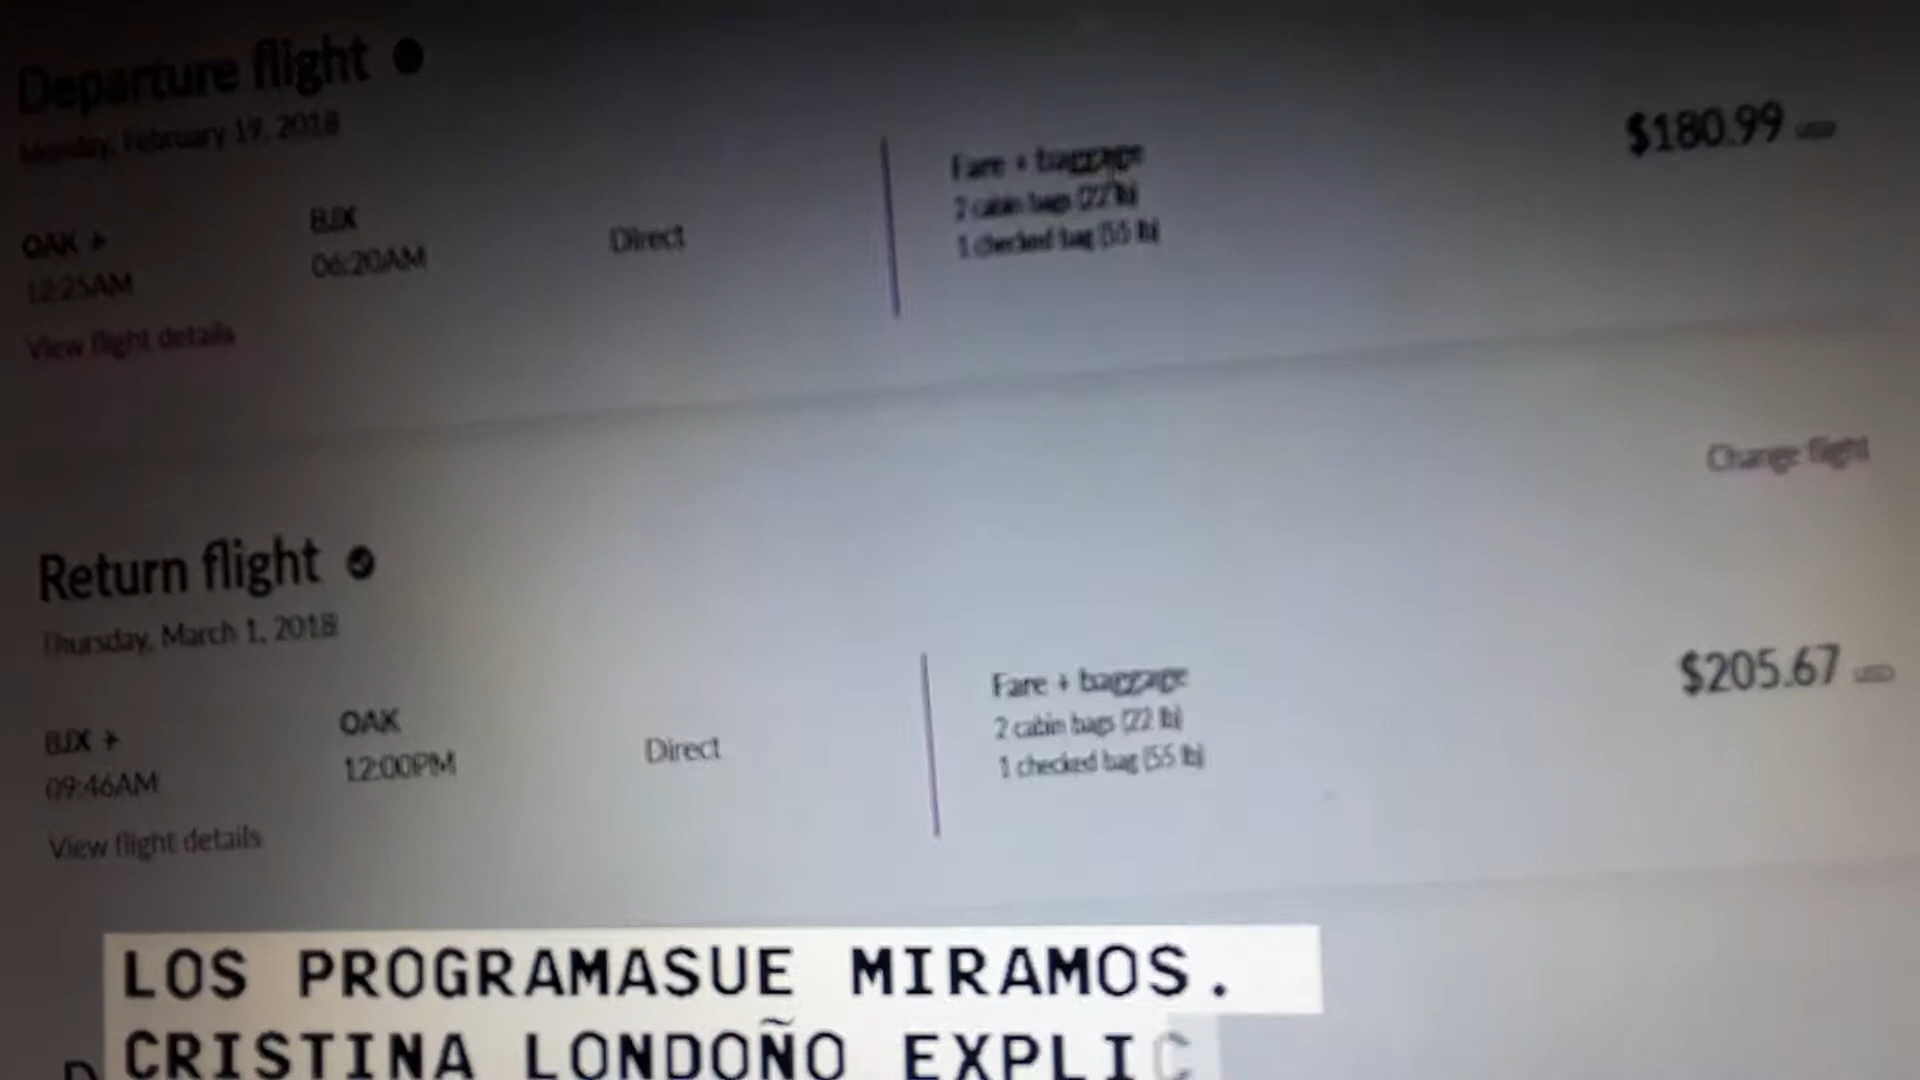 Departure flight
Monday, February 19, 2018
$180.99 USD
OAK
BJX
12:25AM
06:20AM
Direct
Fare + baggage
2 cabin bags (22 lb)
1 checked bag (55 lb)
View flight details
Change flight
Return flight
Thursday, March 1, 2018
$205.67 USD
BJX
OAK
09:46AM
12:00PM
Direct
Fare + baggage
2 cabin bags (22 lb)
1 checked bag (55 lb)
View flight details
LOS PROGRAMASUE MIRAMOS.
CRISTINA LONDOÑO EXPLIC